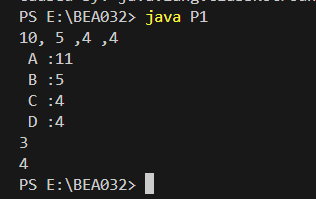 PS E:\BEA032> java P1
10, 5 ,4 ,4
A :11
B :5
C :4
D :4
3
4
PS E:\BEA032>